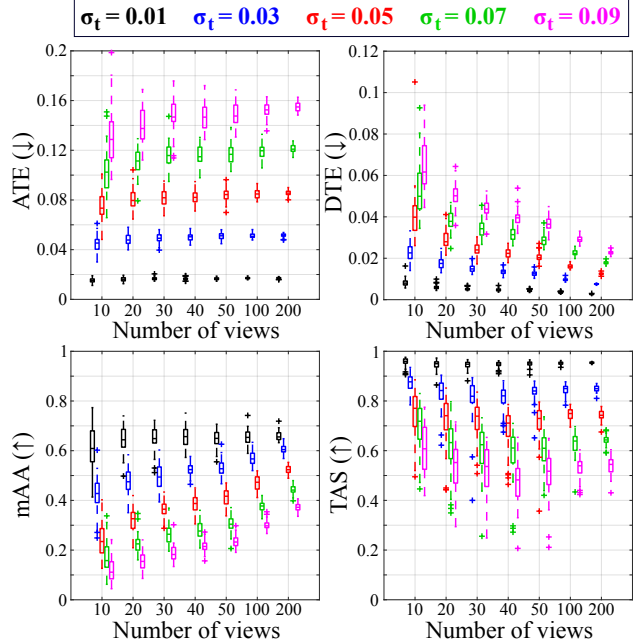 σt = 0.01 σt = 0.03 σt = 0.05 σt = 0.07 σt = 0.09
0.2
0.16
0.12
0.08
0.04
0
ATE (↓)
10 20 30 40 50 100 200
Number of views
0.12
0.1
0.08
0.06
0.04
0.02
0
DTE (↓)
10 20 30 40 50 100 200
Number of views
1
0.8
0.6
0.4
0.2
0
mAA (↑)
10 20 30 40 50 100 200
Number of views
1
0.8
0.6
0.4
0.2
0
TAS (↑)
10 20 30 40 50 100 200
Number of views